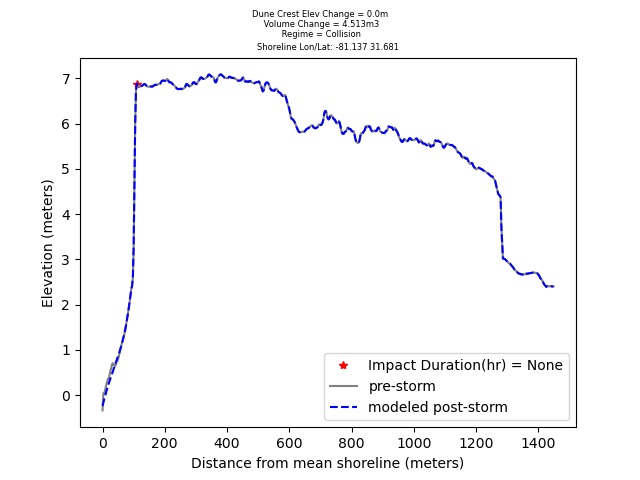 Dune Crest Elev Change = 0.0m
Volume Change = 4.513m3
Regime = Collision
Shoreline Lon/Lat: -81.137 31.681
7
6
5
4
3
2
1
0
Elevation (meters)
Impact Duration(hr) = None
pre-storm
modeled post-storm
0 200 400 600 800 1000 1200 1400
Distance from mean shoreline (meters)